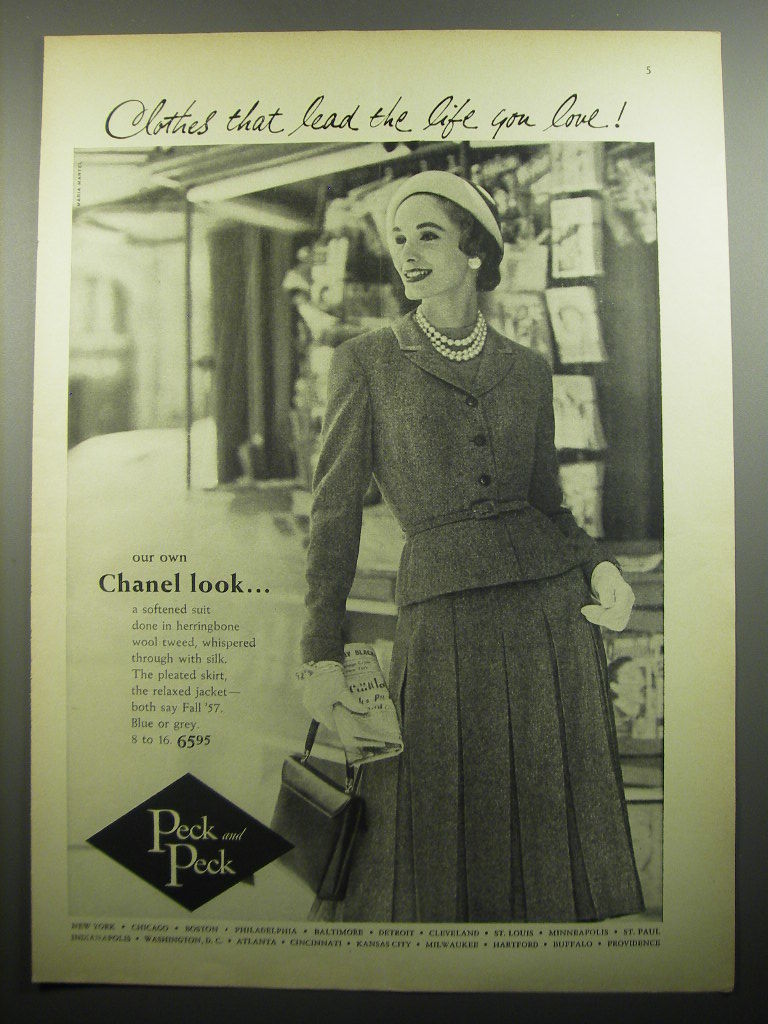 5
Clothes that lead the life you love!
MARIA MARTEL
our own
Chanel look...
a softened suit
done in herringbone
wool tweed, whispered
through with silk.
The pleated skirt,
the relaxed jacket—
both say Fall '57.
Blue or grey.
8 to 16. 6595
AY BLACK
Peck and
Peck
NEW YORK • CHICAGO • BOSTON • PHILADELPHIA • BALTIMORE • DETROIT • CLEVELAND • ST. LOUIS • MINNEAPOLIS • ST. PAUL
INDIANAPOLIS • WASHINGTON, D. C. • ATLANTA • CINCINNATI • KANSAS CITY • MILWAUKEE • HARTFORD • BUFFALO • PROVIDENCE